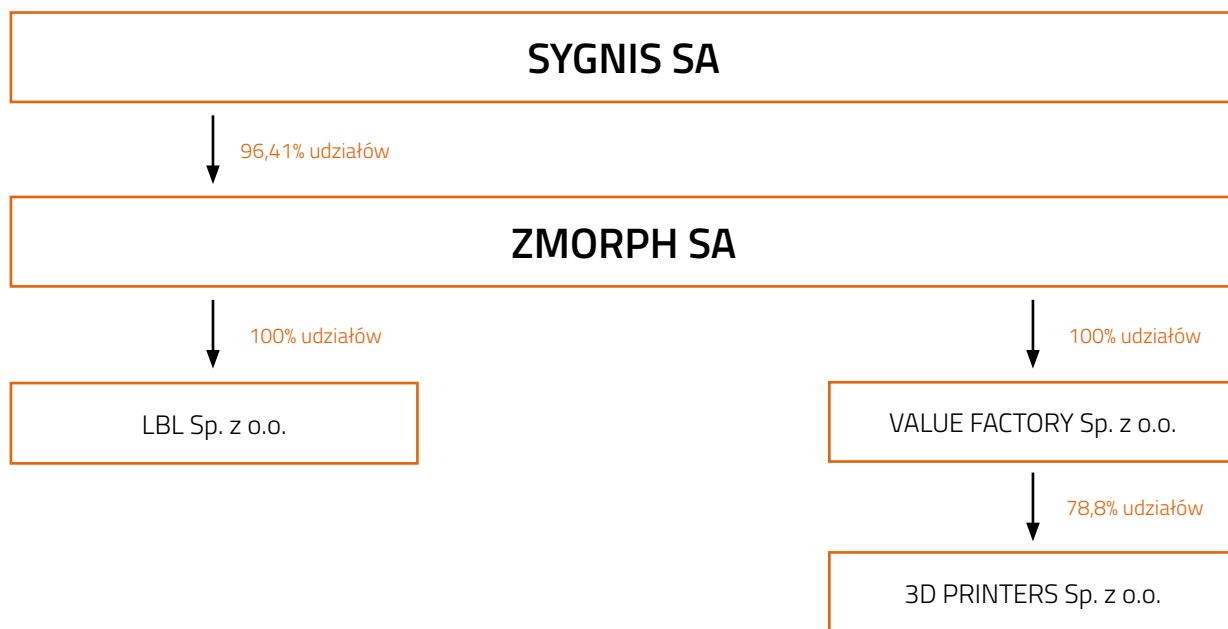 SYGNIS SA
96,41% udziałów
ZMORPH SA
100% udziałów
100% udziałów
LBL Sp. z o.o.
VALUE FACTORY Sp. z o.o.
78,8% udziałów
3D PRINTERS Sp. z o.o.